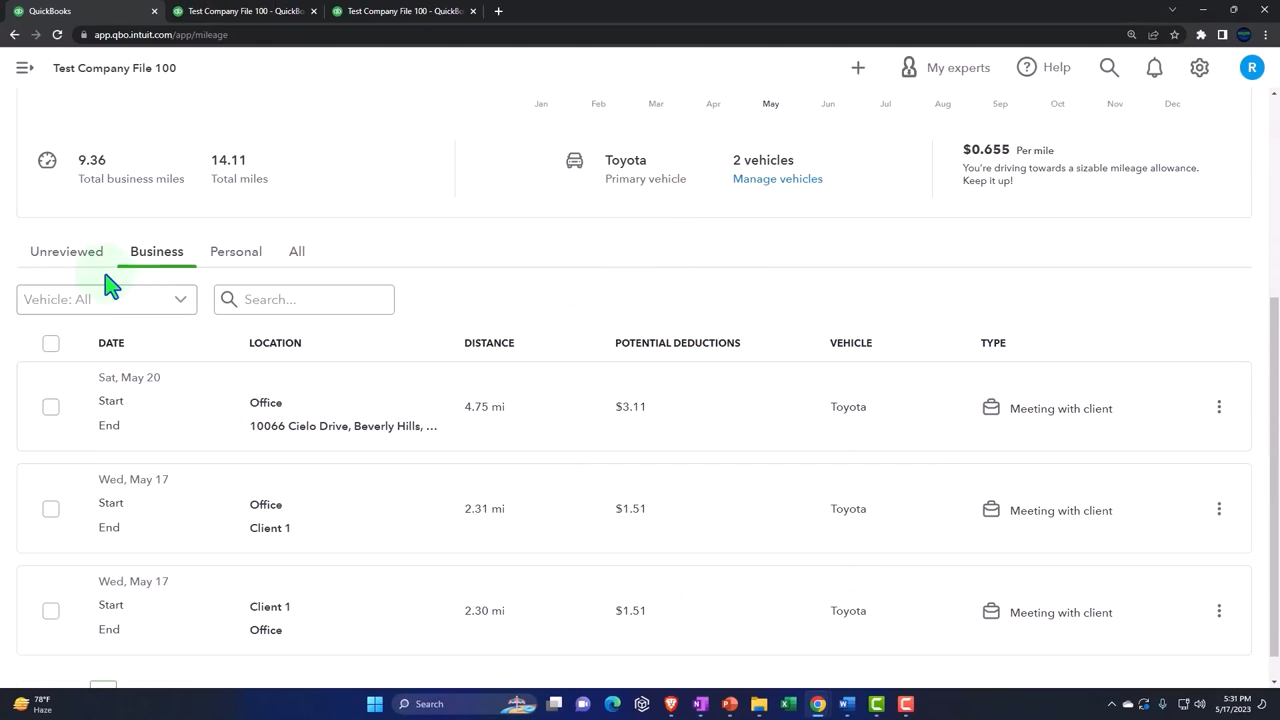 QuickBooks
Test Company File 100 - QuickBo
Test Company File 100 - QuickBo
app.qbo.intuit.com/app/mileage
Test Company File 100
My experts
Help
R
Jan Feb Mar Apr May Jun Jul Aug Sep Oct Nov Dec
9.36
Total business miles
14.11
Total miles
Toyota
Primary vehicle
2 vehicles
Manage vehicles
$0.655 Per mile
You're driving towards a sizable mileage allowance.
Keep it up!
Unreviewed Business Personal All
Vehicle: All
Search...
DATE LOCATION DISTANCE POTENTIAL DEDUCTIONS VEHICLE TYPE
Sat, May 20
Start Office
End 10066 Cielo Drive, Beverly Hills, ...
4.75 mi $3.11 Toyota Meeting with client
Wed, May 17
Start Office
End Client 1
2.31 mi $1.51 Toyota Meeting with client
Wed, May 17
Start Client 1
End Office
2.30 mi $1.51 Toyota Meeting with client
78°F
Haze
Search
5:31 PM
5/17/2023